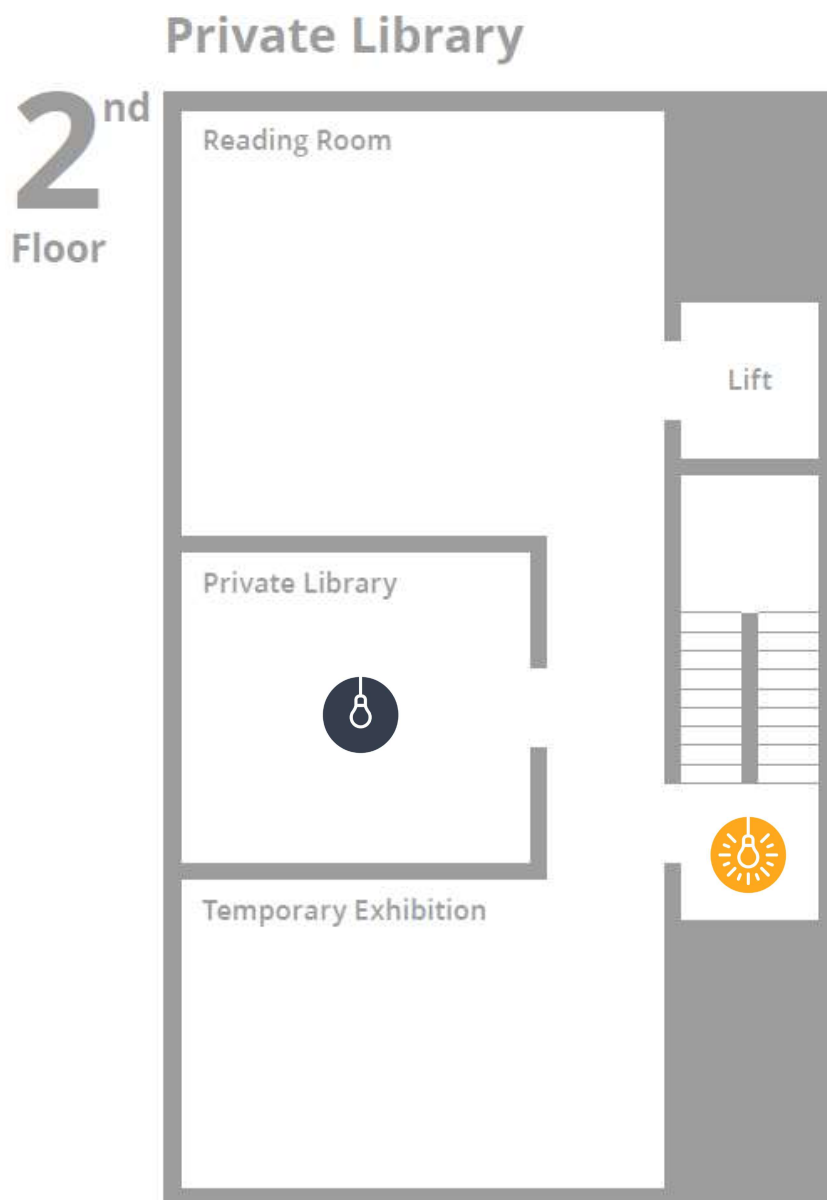 Private Library
2nd
Floor
Reading Room
Lift
Private Library
Temporary Exhibition